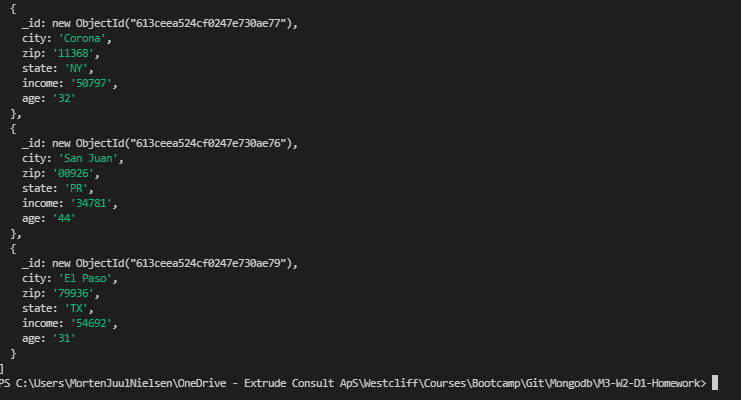 {
_id: new ObjectId("613ceea524cf0247e730ae77"),
city: 'Corona',
zip: '11368',
state: 'NY',
income: '50797',
age: '32'
},
{
_id: new ObjectId("613ceea524cf0247e730ae76"),
city: 'San Juan',
zip: '00926',
state: 'PR',
income: '34781',
age: '44'
},
{
_id: new ObjectId("613ceea524cf0247e730ae79"),
city: 'El Paso',
zip: '79936',
state: 'TX',
income: '54692',
age: '31'
}
]
PS C:\Users\MortenJuulNielsen\OneDrive - Extrude Consult ApS\Westcliff\Courses\Bootcamp\Git\Mongodb\M3-W2-D1-Homework>